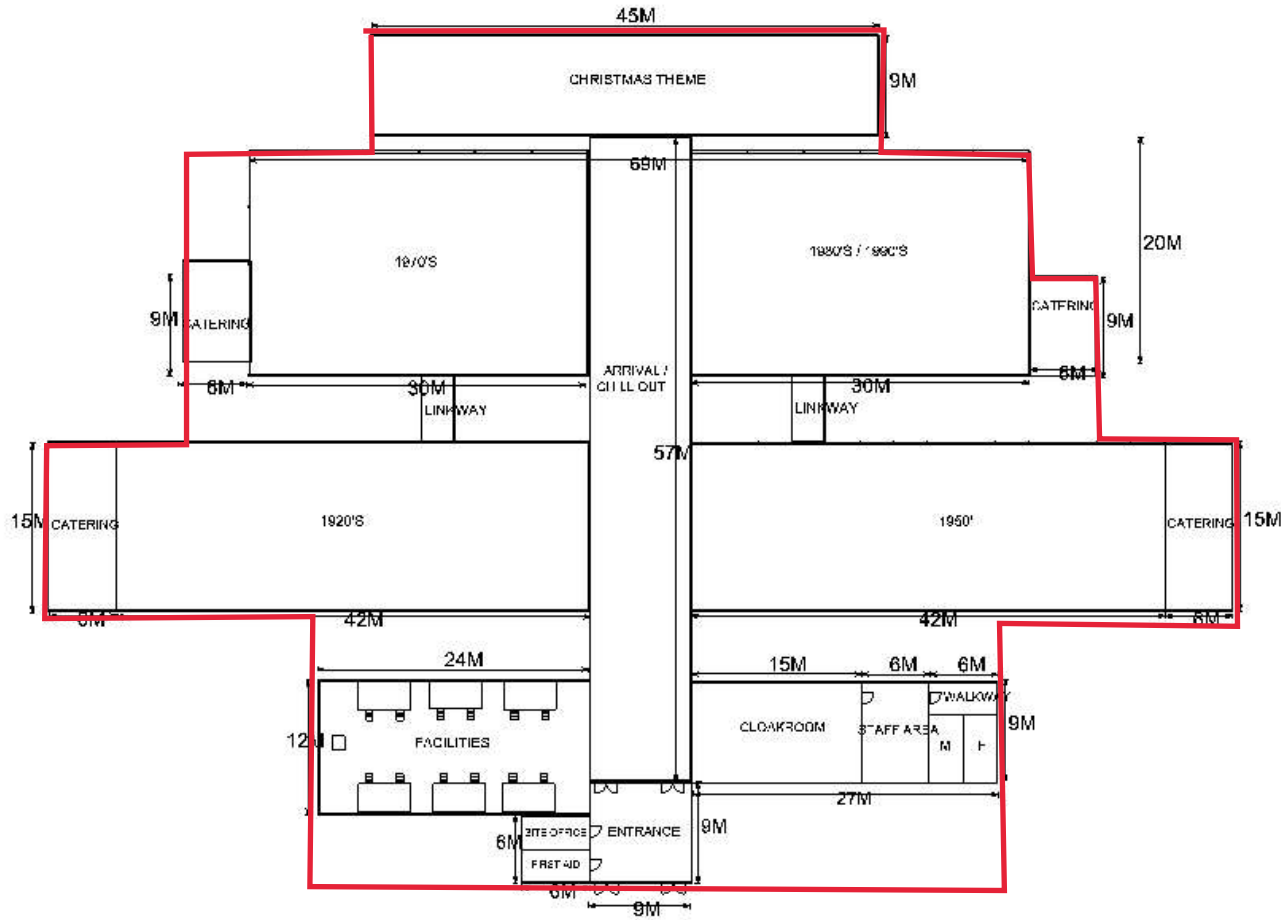 45M
CHRISTMAS THEME
9M
69M
20M
1970'S
1980'S / 1990'S
9M
CATERING
CATERING
9M
ARRIVAL /
CHILL OUT
6M
30M
30M
6M
LINKWAY
LINKWAY
57M
15M
CATERING
1920'S
1950'
CATERING
15M
6M
42M
42M
6M
24M
15M
6M
6M
WALKWAY
CLOAKROOM
STAFF AREA
9M
12M
FACILITIES
M
F
27M
6M
SITE OFFICE
ENTRANCE
9M
FIRST AID
6M
9M